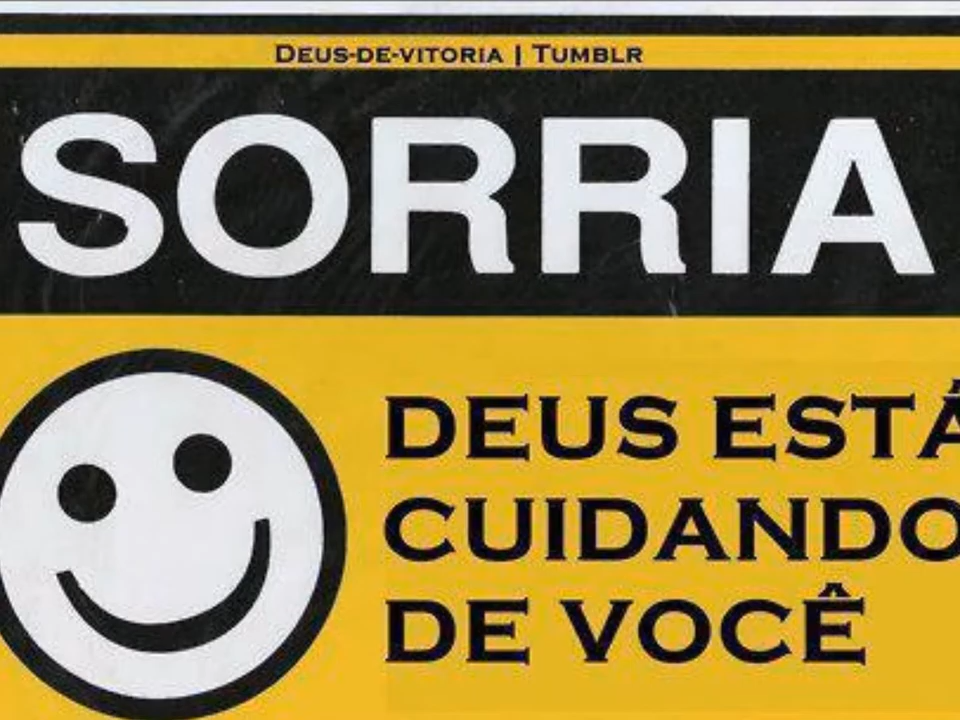 DEUS-DE-VITORIA | TUMBLR
SORRIA
DEUS ESTÁ
CUIDANDO
DE VOCÊ